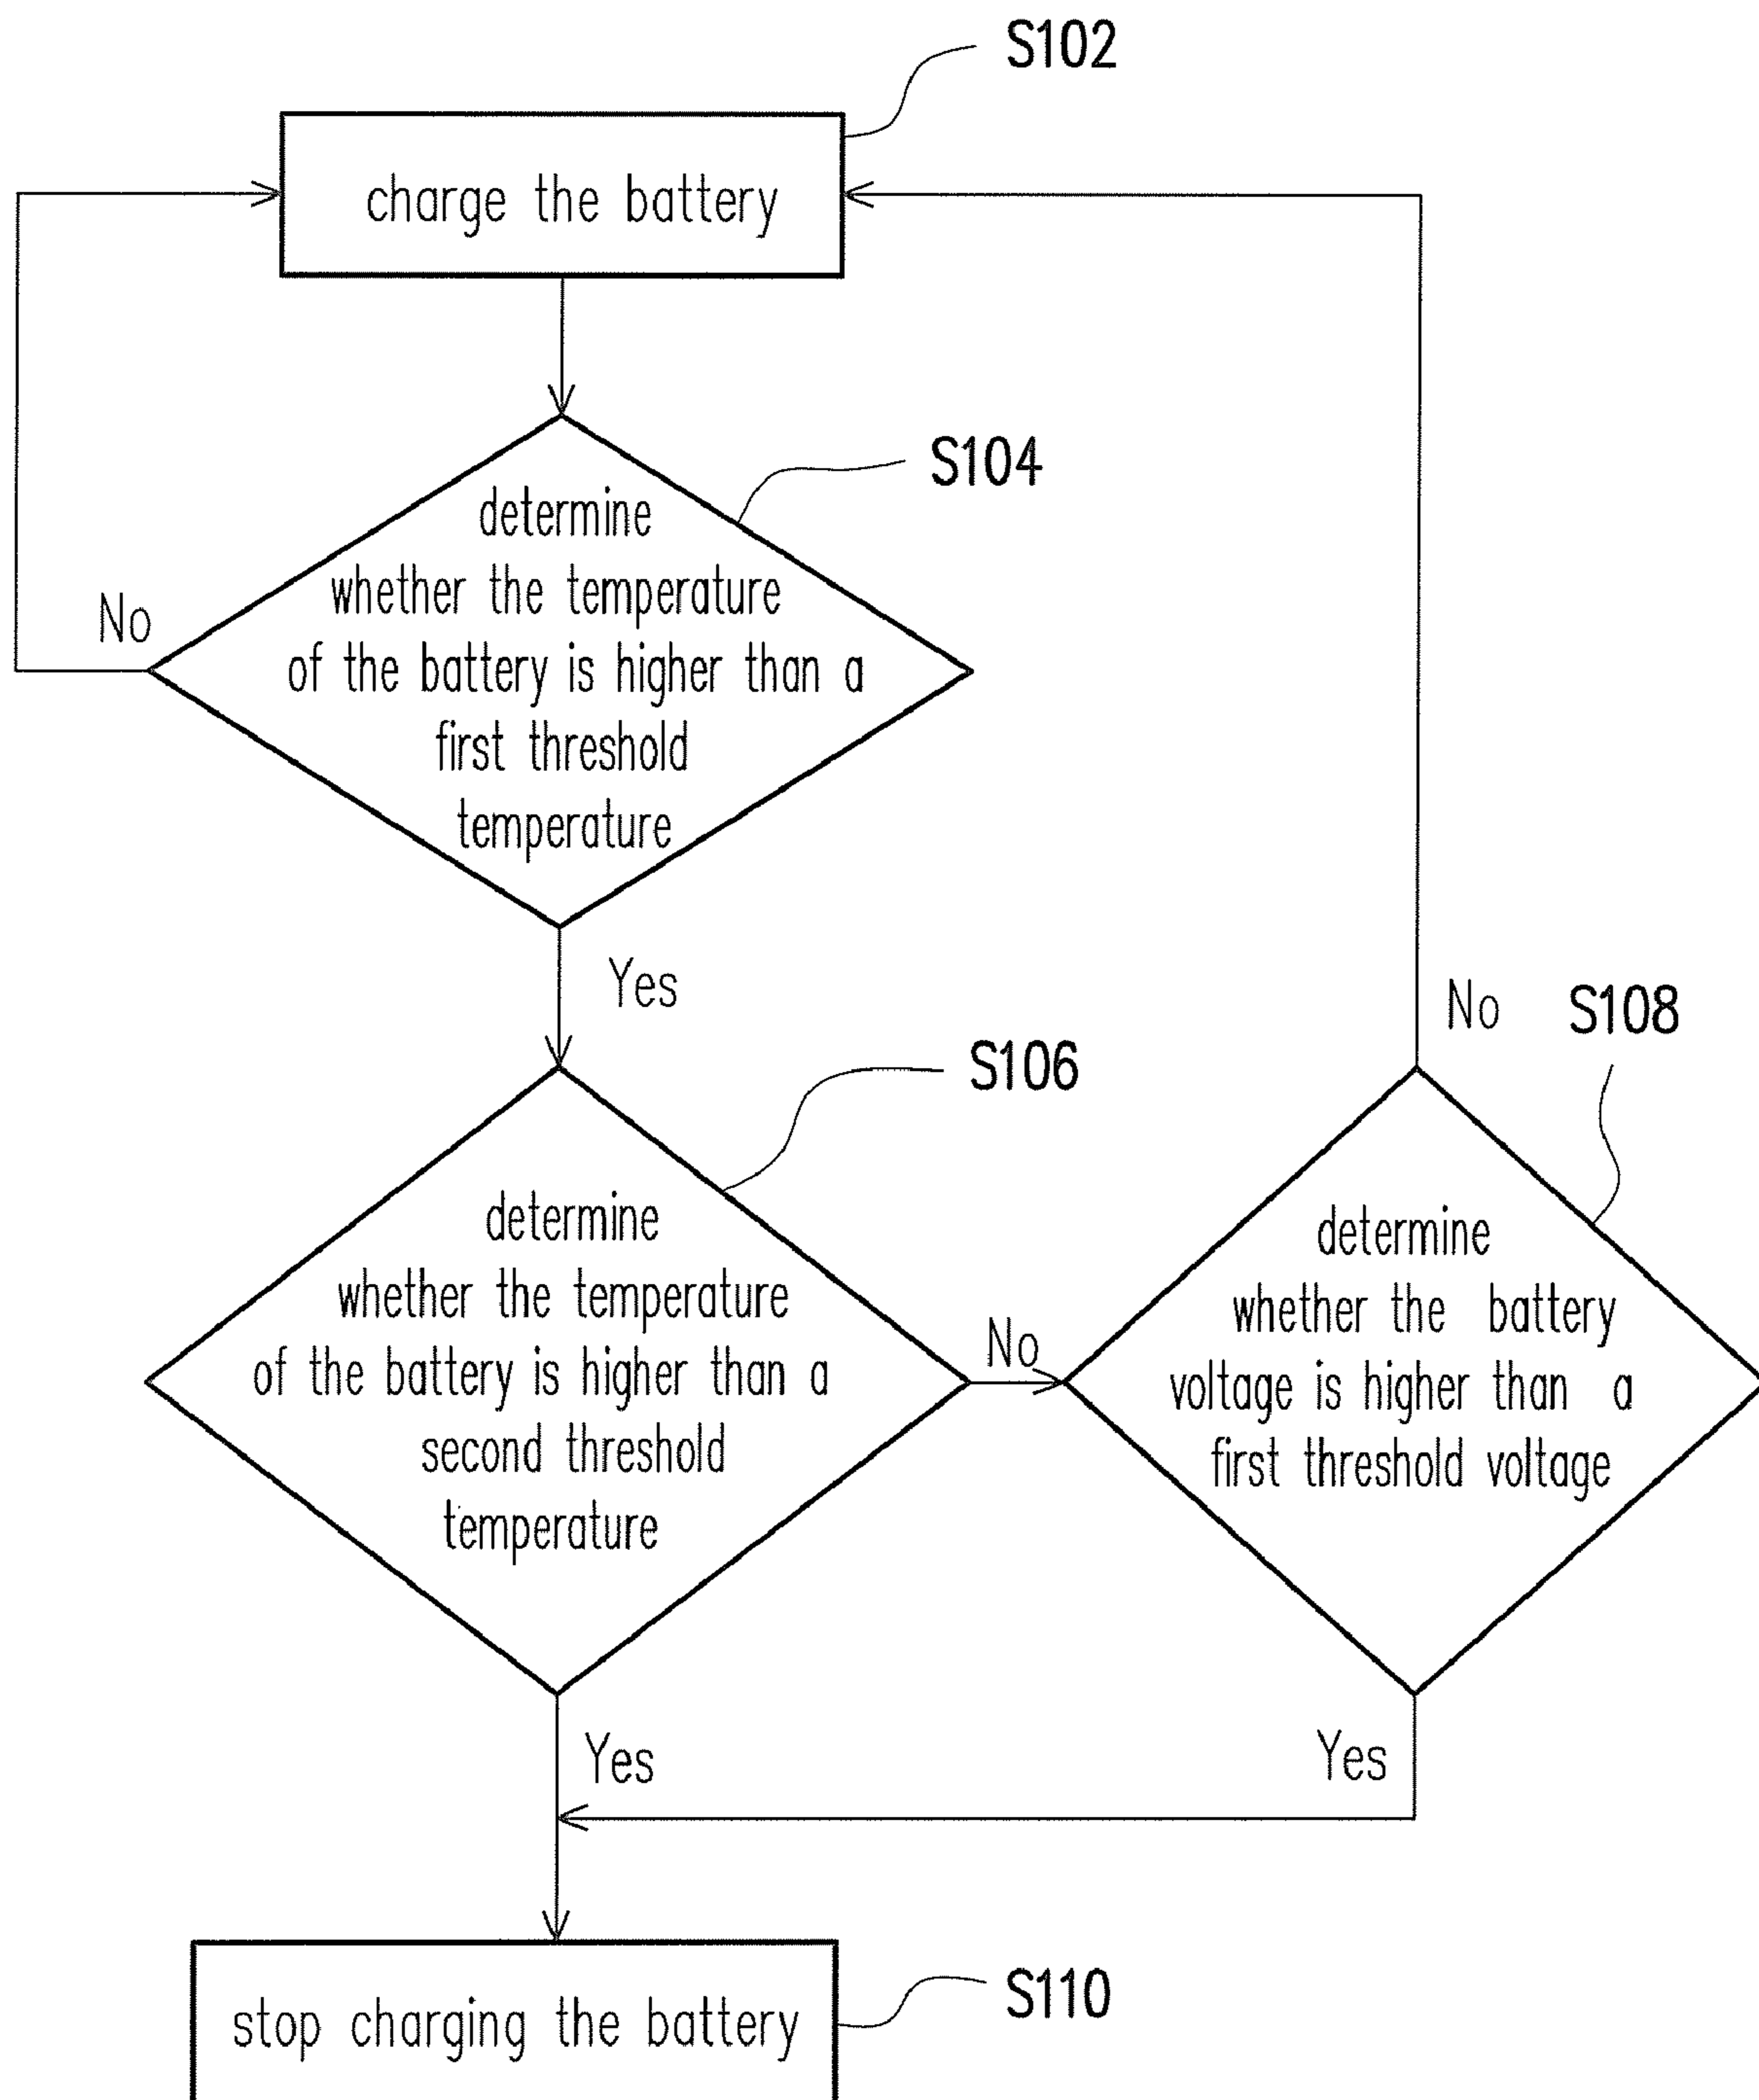 S102
charge the battery
S104
determine
whether the temperature
of the battery is higher than a
first threshold
temperature
No
Yes
S106
determine
whether the temperature
of the battery is higher than a
second threshold
temperature
No
No
S108
determine
whether the battery
voltage is higher than a
first threshold voltage
Yes
Yes
stop charging the battery
S110